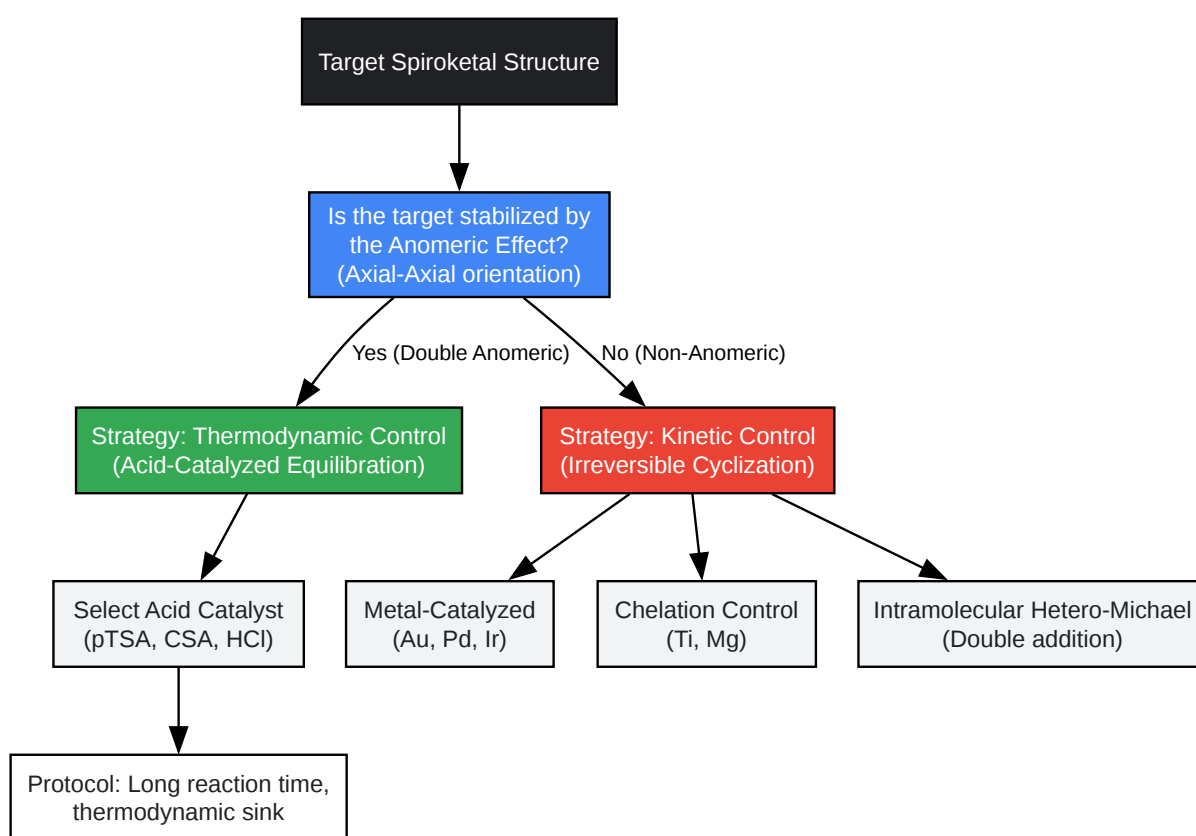 Target Spiroketal Structure
Is the target stabilized by
the Anomeric Effect?
(Axial-Axial orientation)
Yes (Double Anomeric)
No (Non-Anomeric)
Strategy: Thermodynamic Control
(Acid-Catalyzed Equilibration)
Strategy: Kinetic Control
(Irreversible Cyclization)
Select Acid Catalyst
(pTSA, CSA, HCl)
Metal-Catalyzed
(Au, Pd, Ir)
Chelation Control
(Ti, Mg)
Intramolecular Hetero-Michael
(Double addition)
Protocol: Long reaction time,
thermodynamic sink